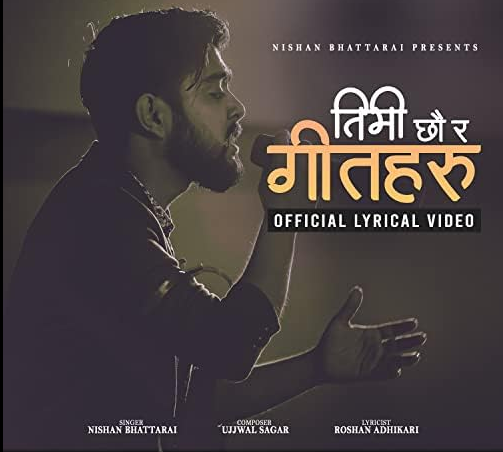 NISHAN BHATTARAI PRESENTS
तिमी छौ र
गीतहरु
OFFICIAL LYRICAL VIDEO
SINGER COMPOSER LYRICIST
NISHAN BHATTARAI UJJWAL SAGAR ROSHAN ADHIKARI